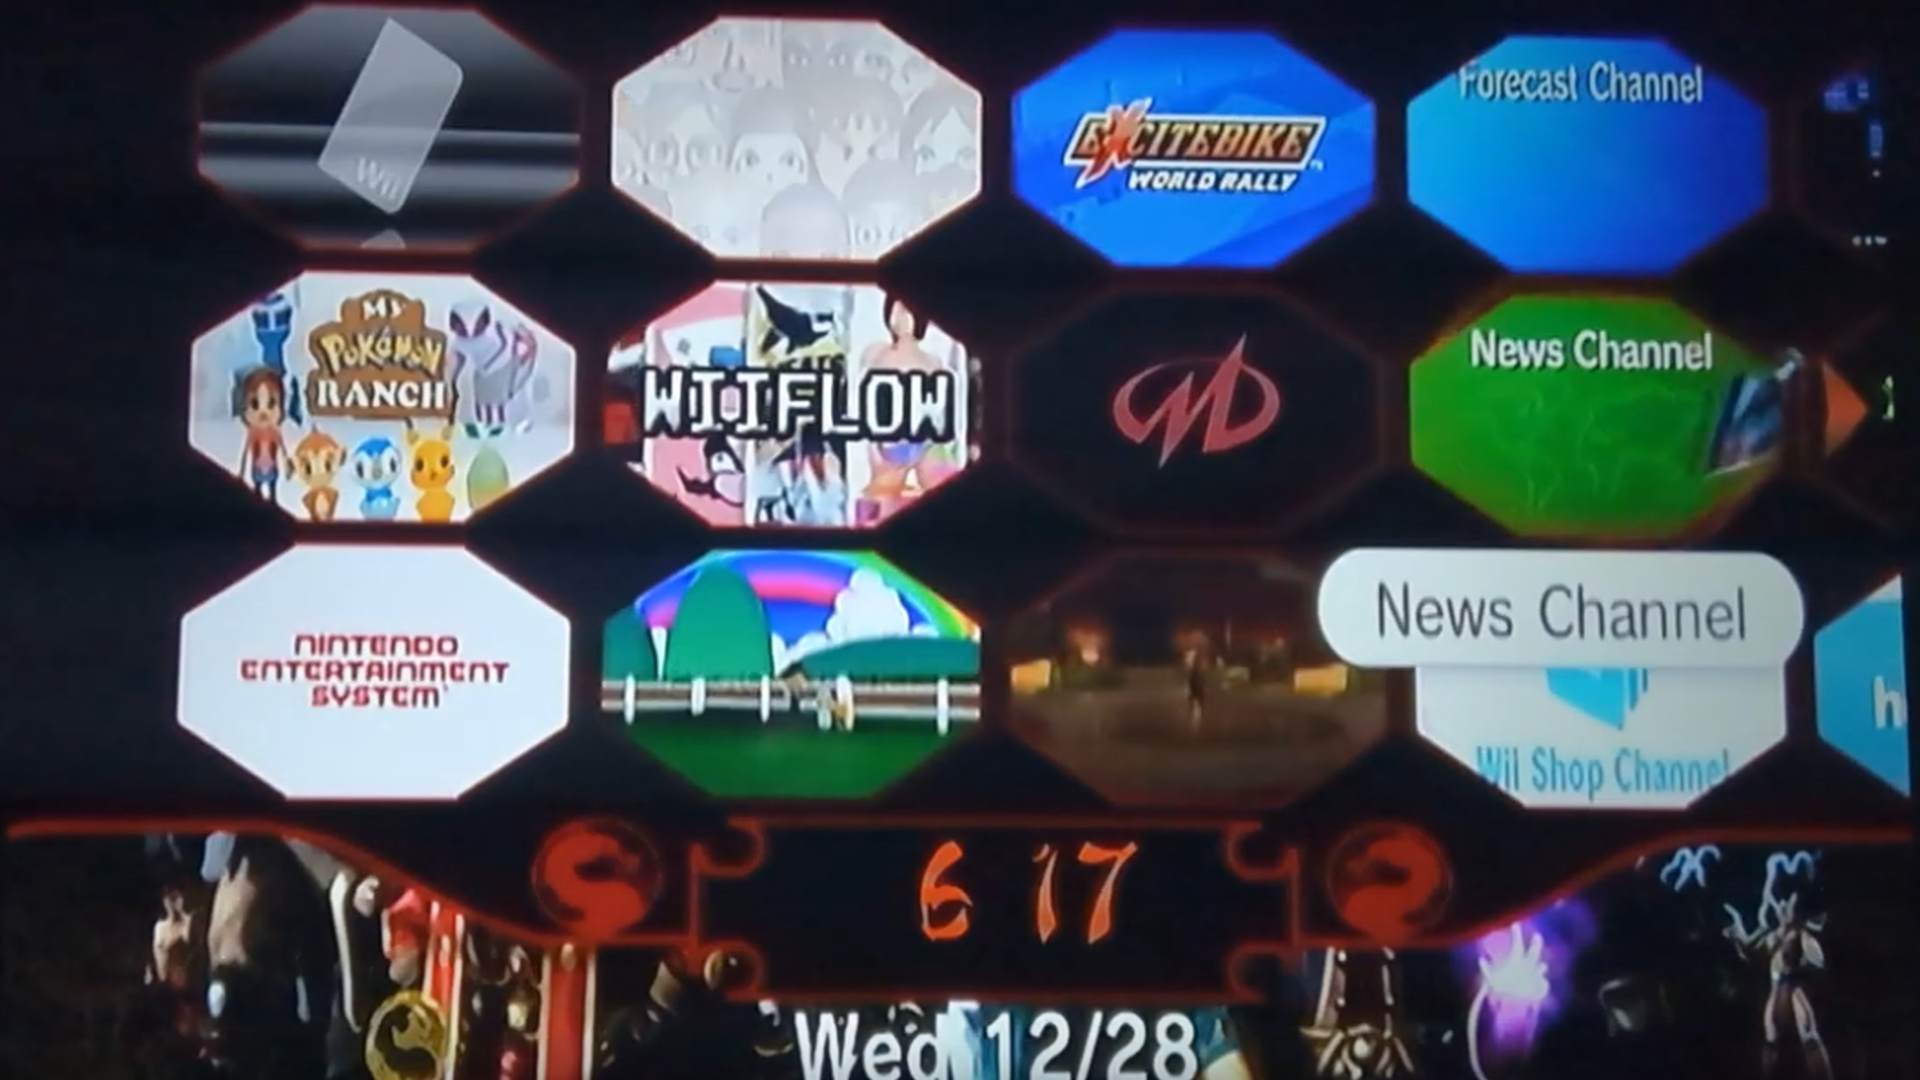 Wii
EXCITEBIKE
WORLD RALLY
Forecast Channel
MY
POKéMON
RANCH
WIIFLOW
News Channel
News Channel
NINTENDO
ENTERTAINMENT
SYSTEM
Wii Shop Channel
h
6 17
Wed 12/28